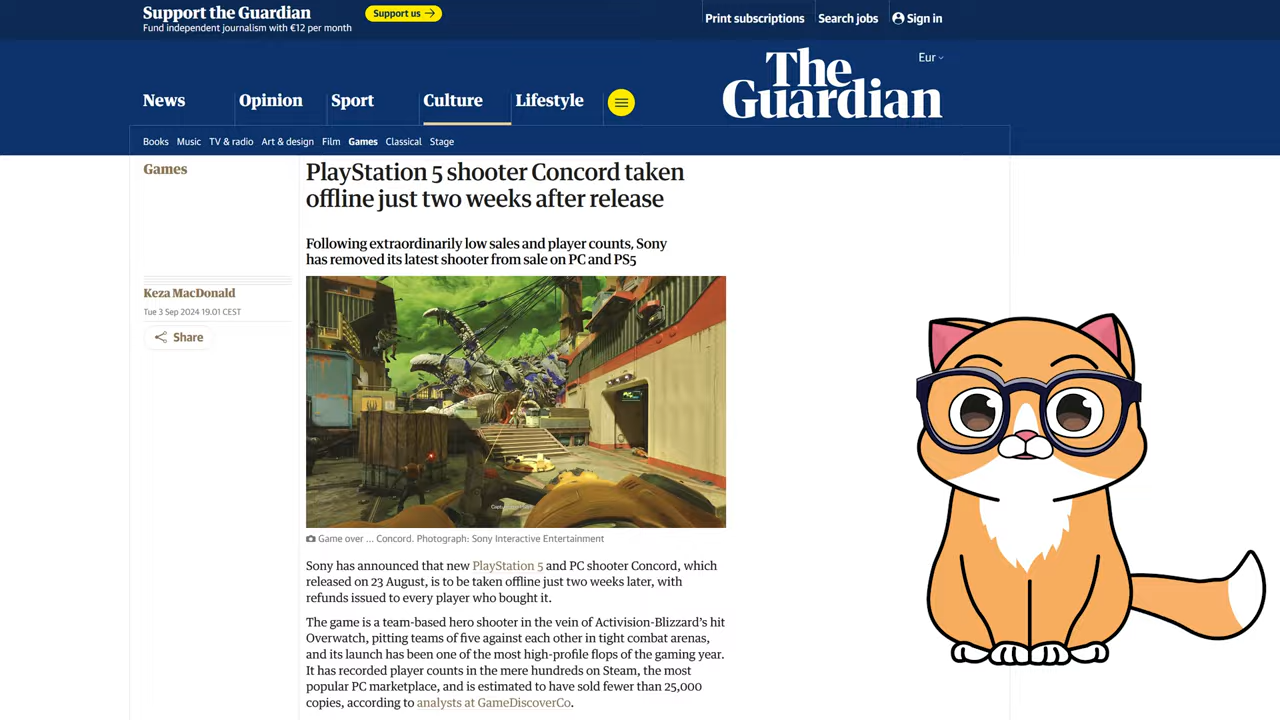 Support the Guardian
Fund independent journalism with €12 per month
Support us →
Print subscriptions
Search jobs
Sign in
Eur
The
Guardian
News
Opinion
Sport
Culture
Lifestyle
Books Music TV & radio Art & design Film Games Classical Stage
Games
PlayStation 5 shooter Concord taken
offline just two weeks after release
Following extraordinarily low sales and player counts, Sony
has removed its latest shooter from sale on PC and PS5
Keza MacDonald
Tue 3 Sep 2024 19.01 CEST
Share
Game over ... Concord. Photograph: Sony Interactive Entertainment
Sony has announced that new PlayStation 5 and PC shooter Concord, which
released on 23 August, is to be taken offline just two weeks later, with
refunds issued to every player who bought it.
The game is a team-based hero shooter in the vein of Activision-Blizzard's hit
Overwatch, pitting teams of five against each other in tight combat arenas,
and its launch has been one of the most high-profile flops of the gaming year.
It has recorded player counts in the mere hundreds on Steam, the most
popular PC marketplace, and is estimated to have sold fewer than 25,000
copies, according to analysts at GameDiscoverCo.